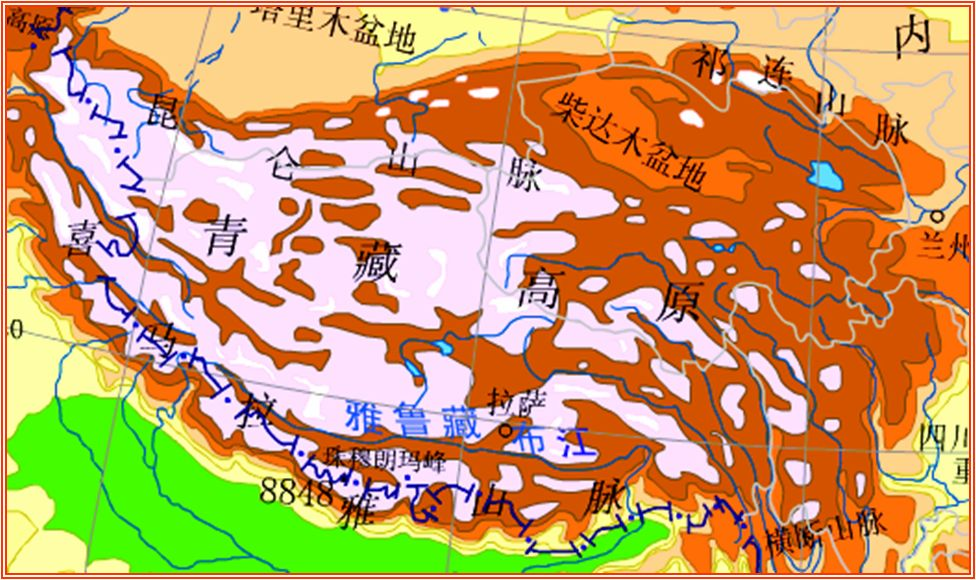 塔里木盆地
内
祁连山脉
昆仑山脉
柴达木盆地
青藏高原
兰州
喜马拉雅山脉
拉萨
雅鲁藏布江
珠穆朗玛峰
8848
四川
重
横断山脉